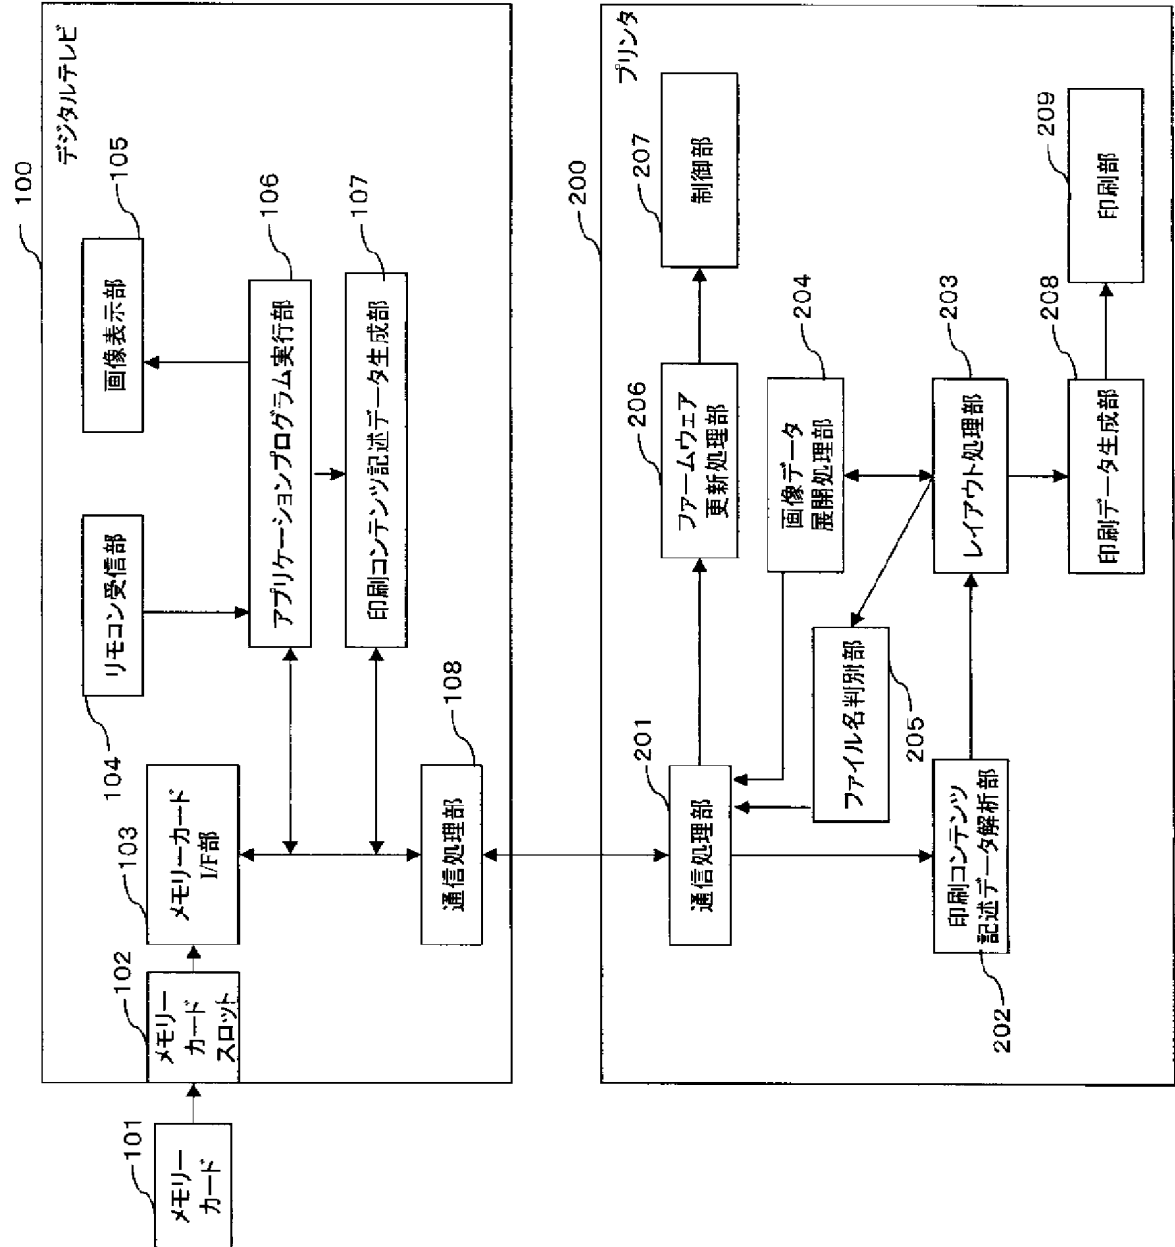 100
デジタルテレビ
101
メモリー
カード
102
メモリー
カード
スロット
103
メモリーカード
I/F部
104
リモコン受信部
105
画像表示部
106
アプリケーションプログラム実行部
107
印刷コンテンツ記述データ生成部
108
通信処理部
200
プリンタ
201
通信処理部
206
ファームウェア
更新処理部
207
制御部
204
画像データ
展開処理部
ファイル名判別部
205
印刷コンテンツ
記述データ解析部
202
203
レイアウト処理部
208
印刷データ生成部
209
印刷部